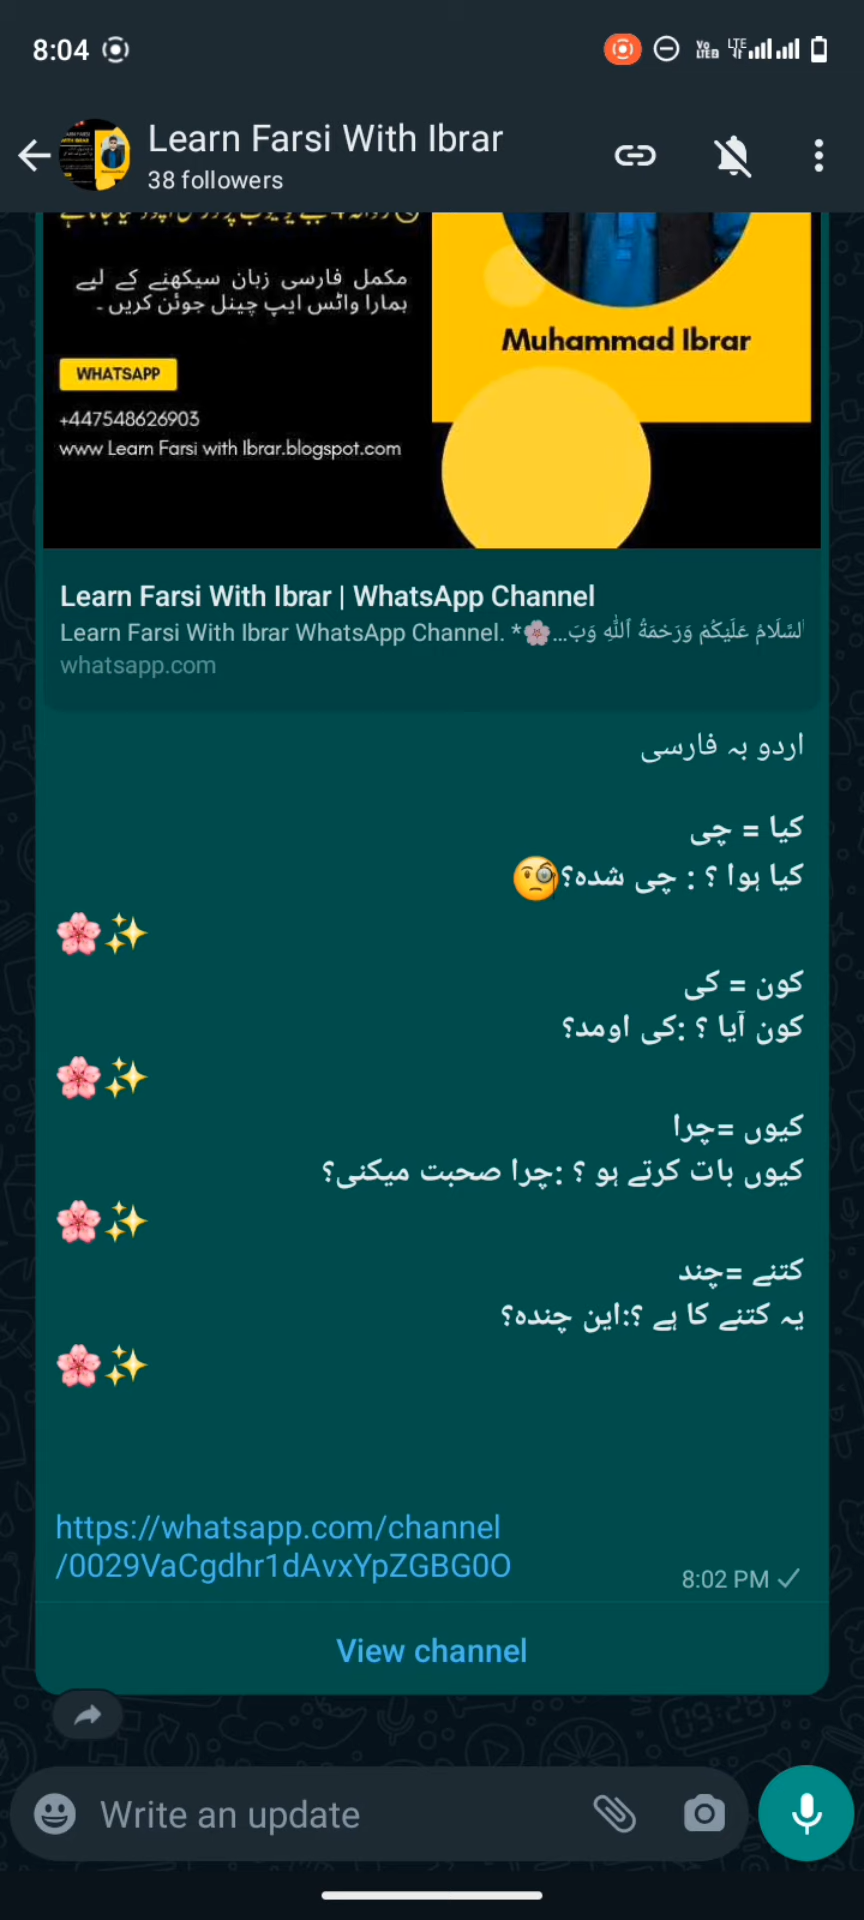 8:04
Learn Farsi With Ibrar
38 followers
مکمل فارسی زبان سیکھنے کے لیے
ہمارا واٹس ایپ چینل جوئن کریں ۔
WHATSAPP
+447548626903
www Learn Farsi with Ibrar.blogspot.com
Muhammad Ibrar
Learn Farsi With Ibrar | WhatsApp Channel
Learn Farsi With Ibrar WhatsApp Channel. *🌸...السَّلَامُ عَلَيْكُمْ وَرَحْمَةُ ٱللَّٰهِ وَبَ
whatsapp.com
اردو بہ فارسی
کیا = چی
کیا ہوا ؟ : چی شده؟🧐
🌸✨
کون = کی
کون آیا ؟ :کی اومد؟
🌸✨
کیوں =چرا
کیوں بات کرتے ہو ؟ :چرا صحبت میکنی؟
🌸✨
کتنے =چند
یہ کتنے کا ہے ؟:این چنده؟
🌸✨
https://whatsapp.com/channel
/0029VaCgdhr1dAvxYpZGBG0O
8:02 PM
View channel
Write an update